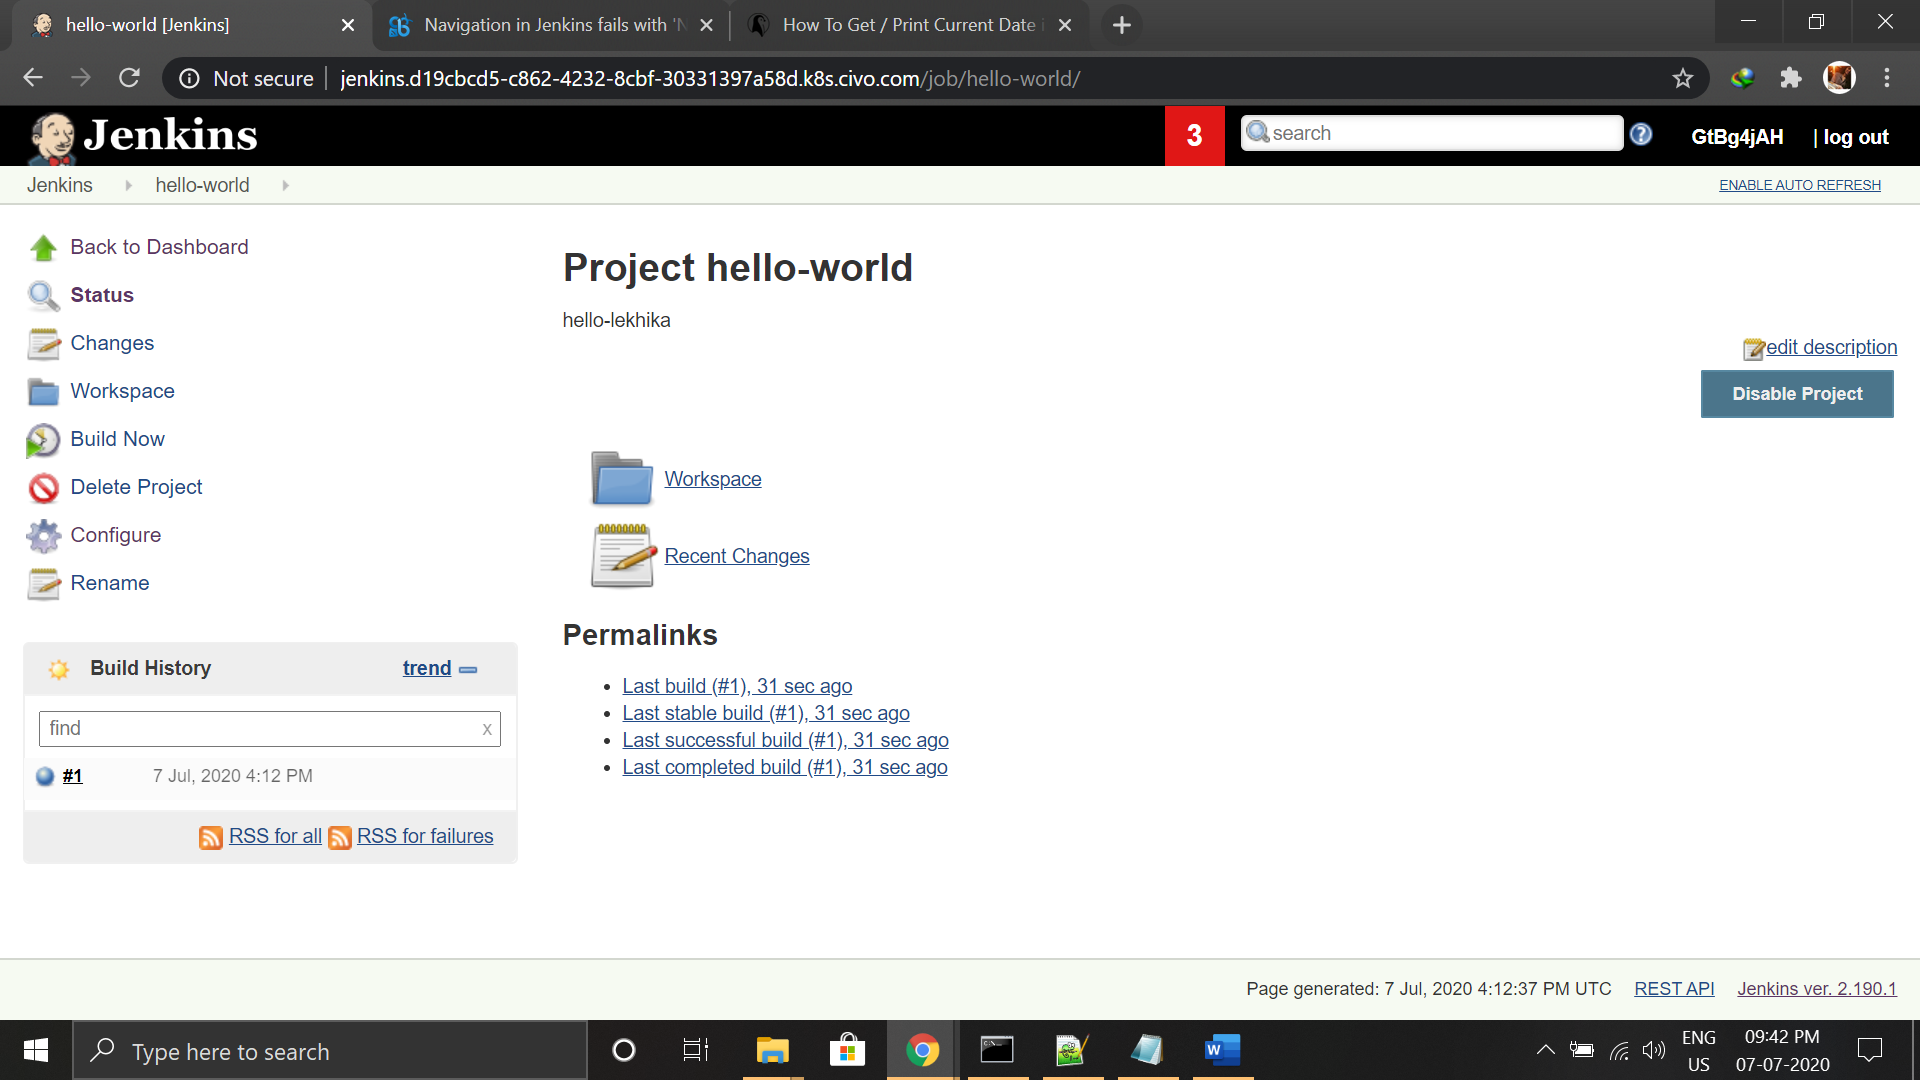 hello-world [Jenkins]
Navigation in Jenkins fails with 'N
How To Get / Print Current Date i
Not secure
jenkins.d19cbcd5-c862-4232-8cbf-30331397a58d.k8s.civo.com/job/hello-world/
Jenkins
3
search
GtBg4jAH
| log out
Jenkins
hello-world
ENABLE AUTO REFRESH
Back to Dashboard
Status
Changes
Workspace
Build Now
Delete Project
Configure
Rename
Build History
trend
find
x
#1
7 Jul, 2020 4:12 PM
RSS for all
RSS for failures
Project hello-world
hello-lekhika
edit description
Disable Project
Workspace
Recent Changes
Permalinks
Last build (#1), 31 sec ago
Last stable build (#1), 31 sec ago
Last successful build (#1), 31 sec ago
Last completed build (#1), 31 sec ago
Page generated: 7 Jul, 2020 4:12:37 PM UTC
REST API
Jenkins ver. 2.190.1
Type here to search
ENG
US
09:42 PM
07-07-2020